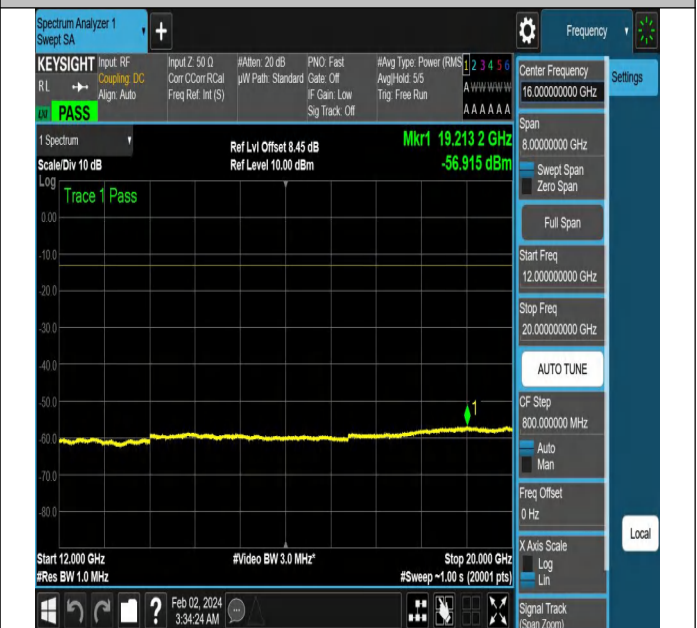 Spectrum Analyzer 1
Swept SA
+
Frequency
KEYSIGHT
RL
PASS
Input: RF
Coupling: DC
Align: Auto
Input Z: 50 Ω
Corr CCorr RCal
Freq Ref: Int (S)
#Atten: 20 dB
µW Path: Standard
PNO: Fast
Gate: Off
IF Gain: Low
Sig Track: Off
#Avg Type: Power (RMS
Avg|Hold: 5/5
Trig: Free Run
1 2 3 4 5 6
A W W W W W
A A A A A A
1 Spectrum
Scale/Div 10 dB
Ref Lvl Offset 8.45 dB
Ref Level 10.00 dBm
Mkr1 19.213 2 GHz
-56.915 dBm
Log
Trace 1 Pass
0.00
-10.0
-20.0
-30.0
-40.0
-50.0
-60.0
-70.0
-80.0
1
Start 12.000 GHz
#Res BW 1.0 MHz
#Video BW 3.0 MHz*
Stop 20.000 GHz
#Sweep ~1.00 s (20001 pts)
?
Feb 02, 2024
3:34:24 AM
Center Frequency
16.000000000 GHz
Span
8.00000000 GHz
Swept Span
Zero Span
Full Span
Start Freq
12.000000000 GHz
Stop Freq
20.000000000 GHz
AUTO TUNE
CF Step
800.000000 MHz
Auto
Man
Freq Offset
0 Hz
X Axis Scale
Log
Lin
Signal Track
(Span Zoom)
Settings
Local